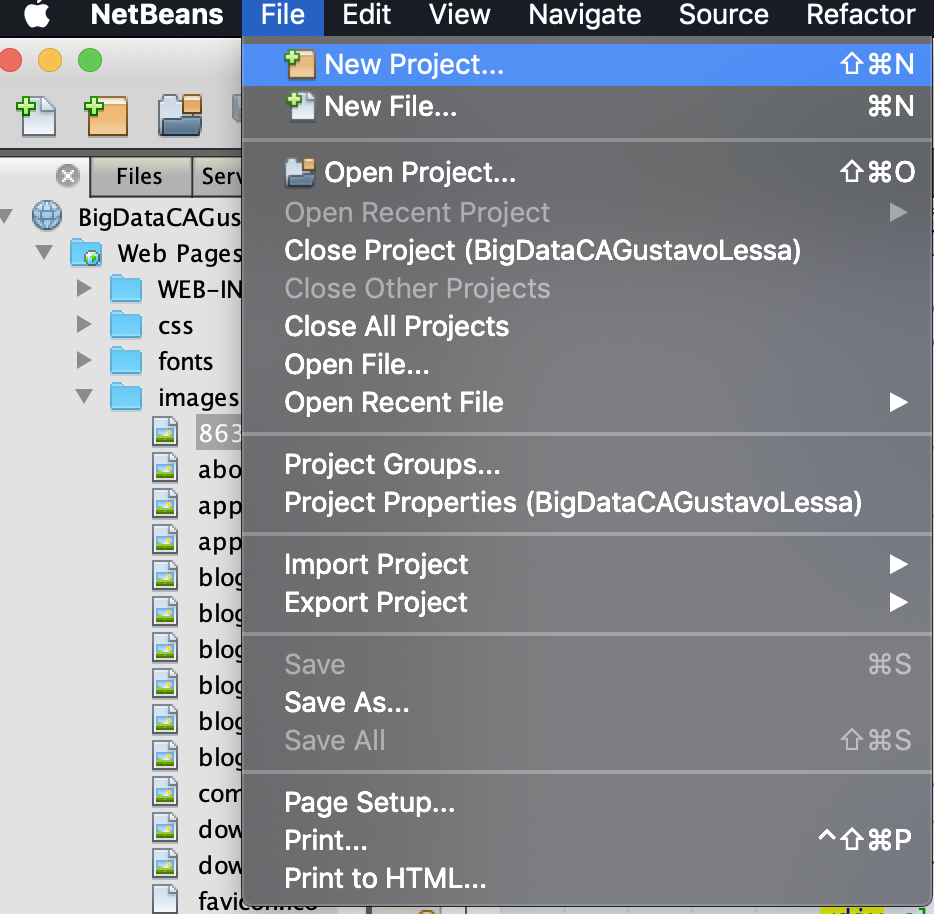 NetBeans File Edit View Navigate Source Refactor
New Project... ⇧⌘N
New File... ⌘N
Open Project... ⇧⌘O
Open Recent Project
Close Project (BigDataCAGustavoLessa)
Close Other Projects
Close All Projects
Open File...
Open Recent File
Project Groups...
Project Properties (BigDataCAGustavoLessa)
Import Project
Export Project
Save ⌘S
Save As...
Save All ⇧⌘S
Page Setup...
Print... ^⇧⌘P
Print to HTML...
Files Serv
BigDataCAGus
Web Pages
WEB-IN
css
fonts
images
863
abo
app
app
blog
blog
blog
blog
blog
blog
com
dow
dow
favicon.ico